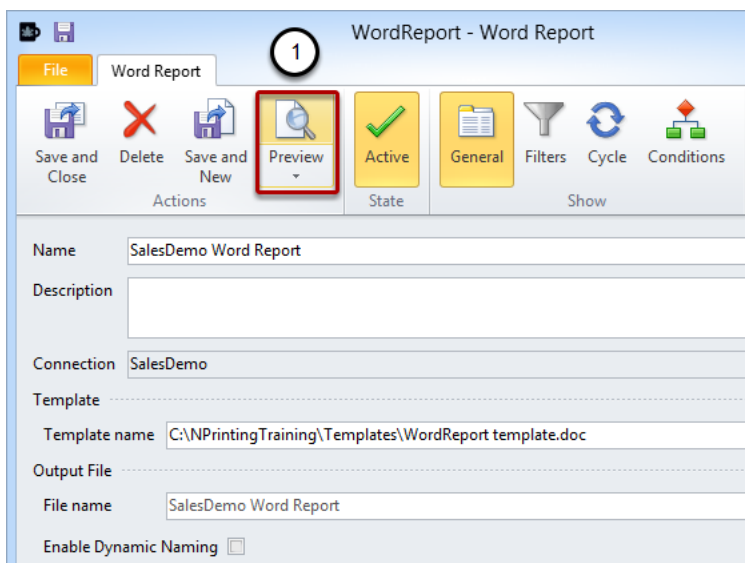 WordReport - Word Report
1
File Word Report
Save and Close Delete Save and New Preview Active General Filters Cycle Conditions
Actions State Show
Name SalesDemo Word Report
Description
Connection SalesDemo
Template
Template name C:\NPrintingTraining\Templates\WordReport template.doc
Output File
File name SalesDemo Word Report
Enable Dynamic Naming